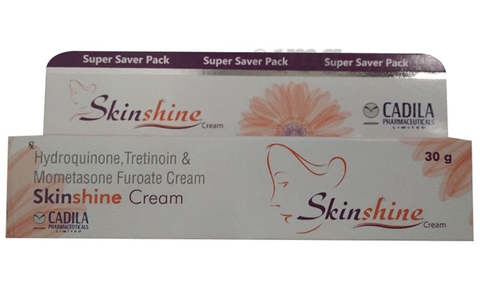 Super Saver Pack Super Saver Pack Super Saver Pack
Skinshine
Cream
CADILA
PHARMACEUTICALS
LIMITED
Hydroquinone, Tretinoin &
Mometasone Furoate Cream
Skinshine Cream
CADILA
PHARMACEUTICALS
LIMITED
30 g
Skinshine
Cream